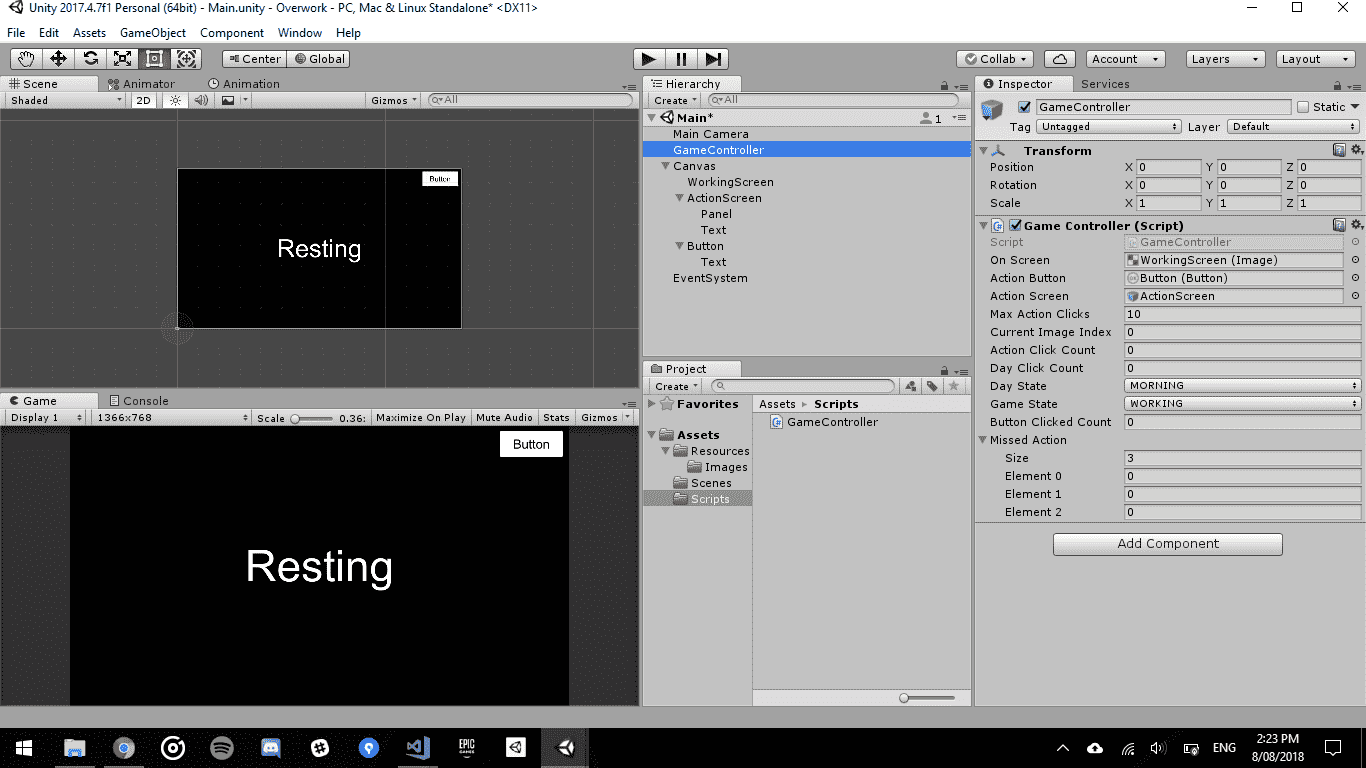 Unity 2017.4.7f1 Personal (64bit) - Main.unity - Overwork - PC, Mac & Linux Standalone* <DX11>
File Edit Assets GameObject Component Window Help
Center Global Collab Account Layers Layout
Scene Animator Animation
Shaded 2D Gizmos All
Button
Resting
Game Console
Display 1 1366x768 Scale 0.36: Maximize On Play Mute Audio Stats Gizmos
Button
Resting
Hierarchy
Create All
Main* 1
Main Camera
GameController
Canvas
WorkingScreen
ActionScreen
Panel
Text
Button
Text
EventSystem
Project
Create
Favorites
Assets
Resources
Images
Scenes
Scripts
Assets Scripts
GameController
Inspector Services
GameController Static
Tag Untagged Layer Default
Transform
Position X 0 Y 0 Z 0
Rotation X 0 Y 0 Z 0
Scale X 1 Y 1 Z 1
Game Controller (Script)
Script GameController
On Screen WorkingScreen (Image)
Action Button Button (Button)
Action Screen ActionScreen
Max Action Clicks 10
Current Image Index 0
Action Click Count 0
Day Click Count 0
Day State MORNING
Game State WORKING
Button Clicked Count 0
Missed Action
Size 3
Element 0 0
Element 1 0
Element 2 0
Add Component
EPIC GAMES
ENG
2:23 PM
8/08/2018